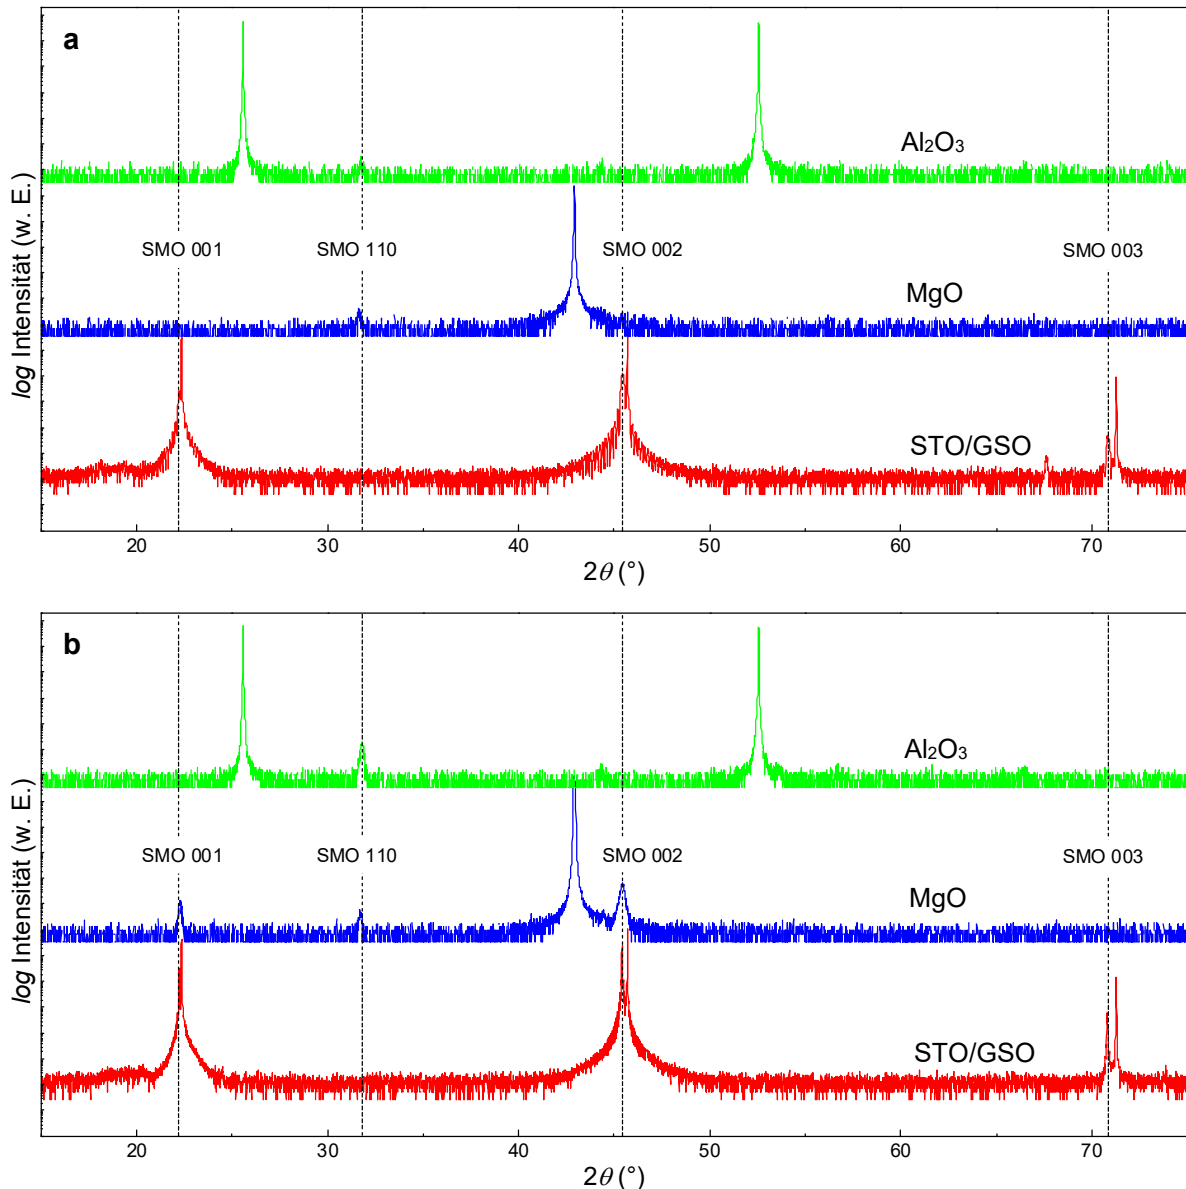 a
Al₂O₃
SMO 001
SMO 110
SMO 002
SMO 003
MgO
STO/GSO
log Intensität (w. E.)
20
30
40
50
60
70
2θ (°)
b
Al₂O₃
SMO 001
SMO 110
SMO 002
SMO 003
MgO
STO/GSO
log Intensität (w. E.)
20
30
40
50
60
70
2θ (°)